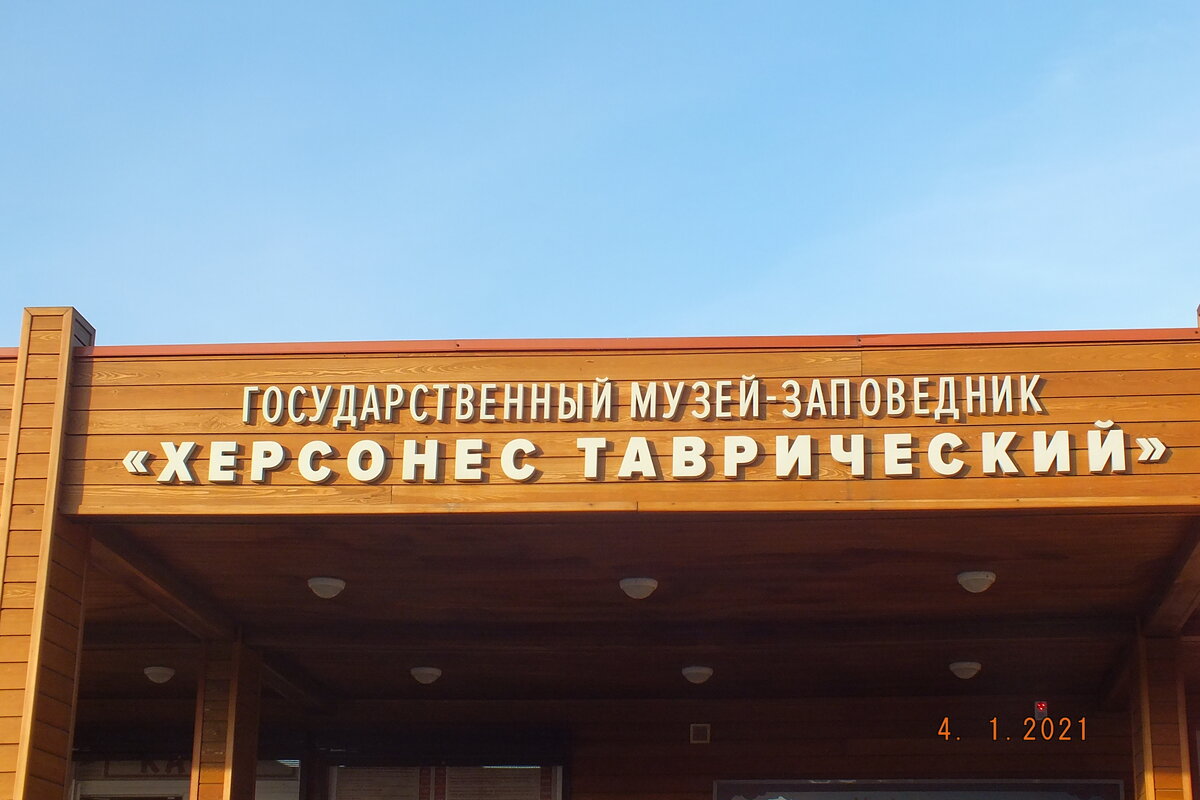 ГОСУДАРСТВЕННЫЙ МУЗЕЙ-ЗАПОВЕДНИК
«ХЕРСОНЕС ТАВРИЧЕСКИЙ»
4. 1.2021